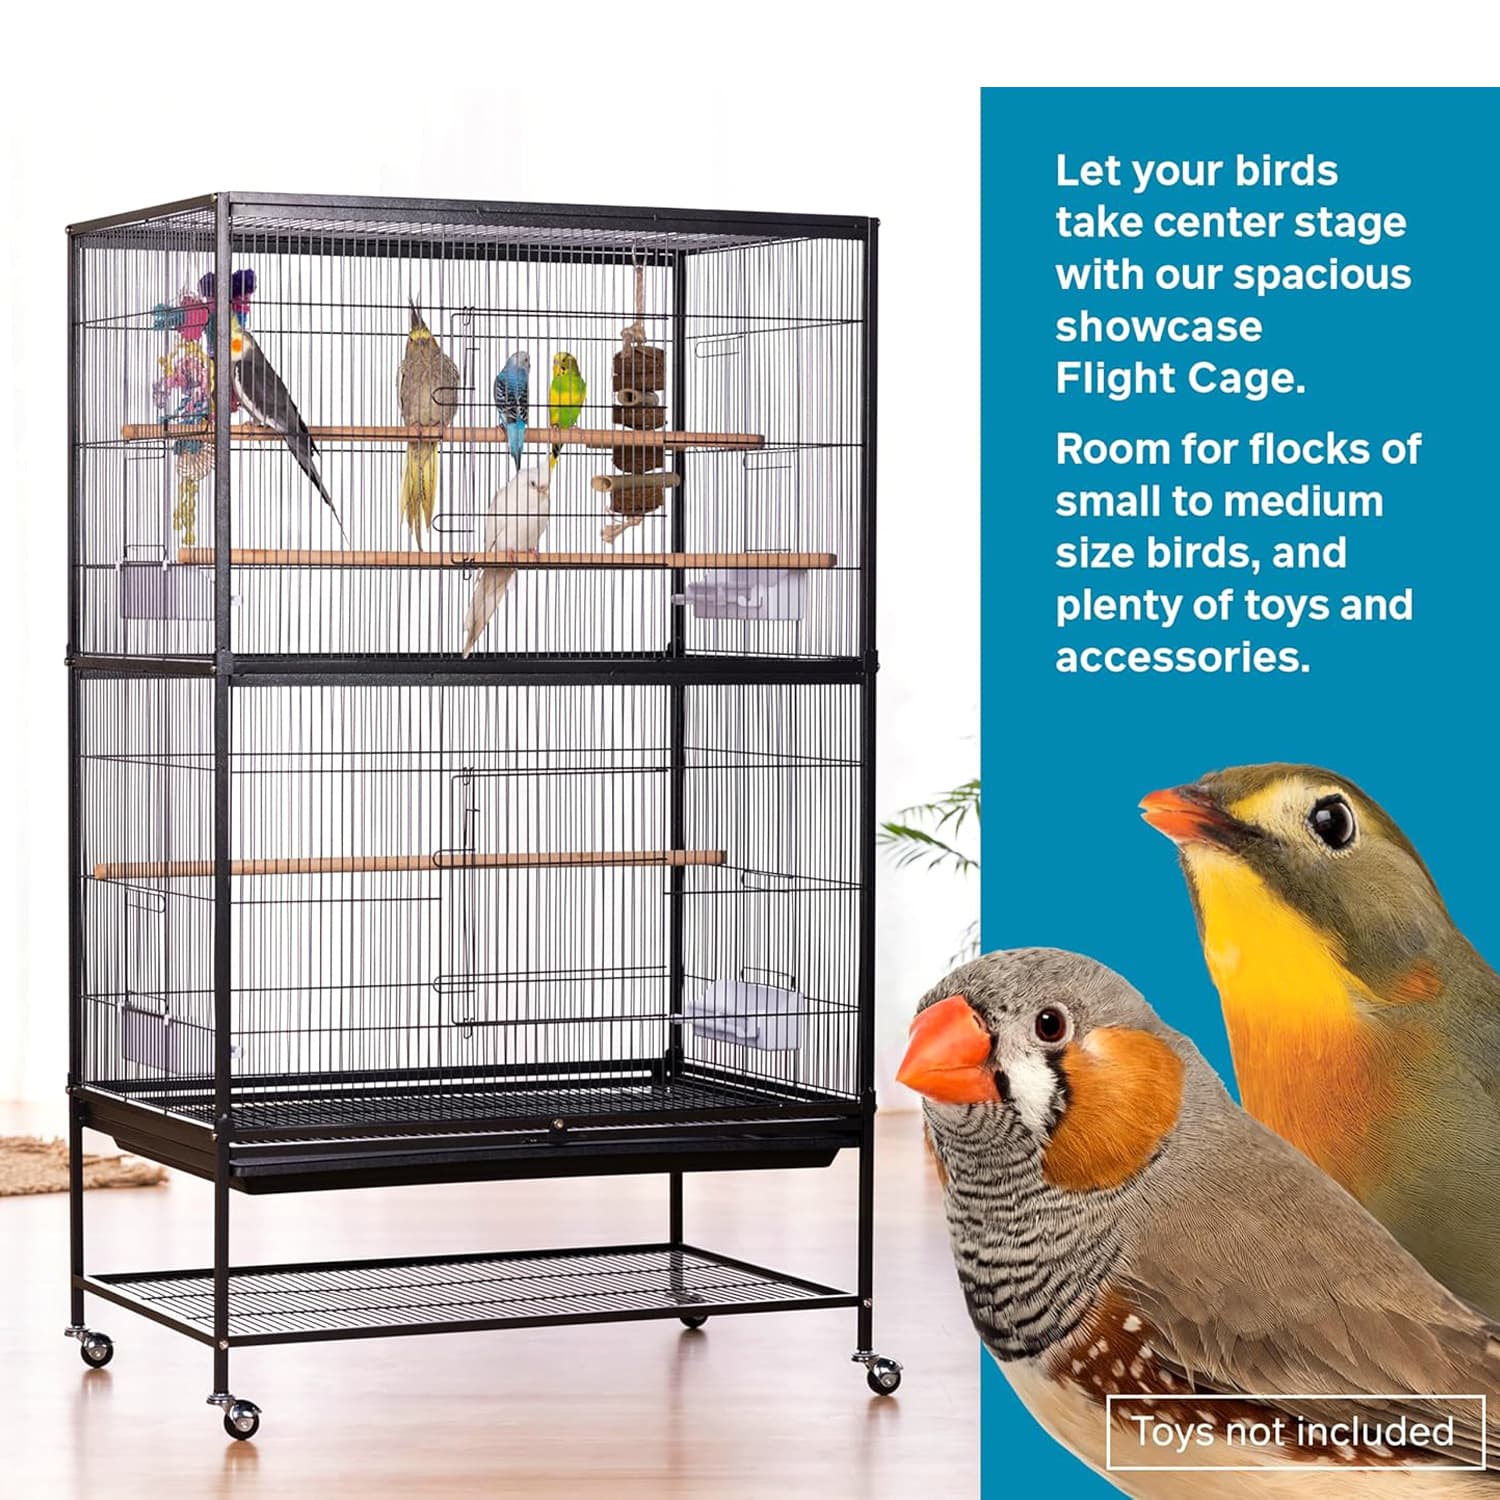 Let your birds
take center stage
with our spacious
showcase
Flight Cage.
Room for flocks of
small to medium
size birds, and
plenty of toys and
accessories.
Toys not included